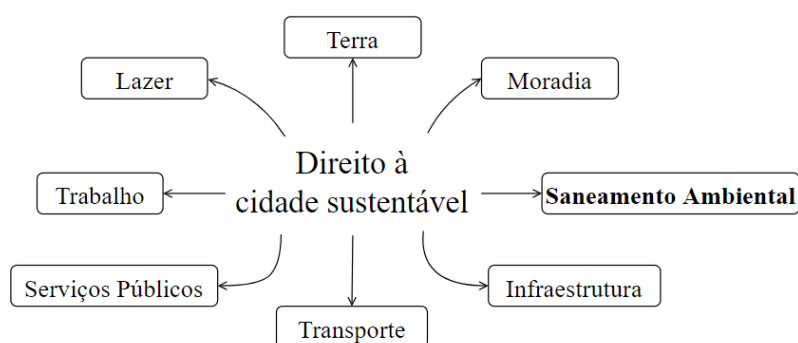 Terra
Lazer
Moradia
Direito à
cidade sustentável
Trabalho
Saneamento Ambiental
Serviços Públicos
Infraestrutura
Transporte